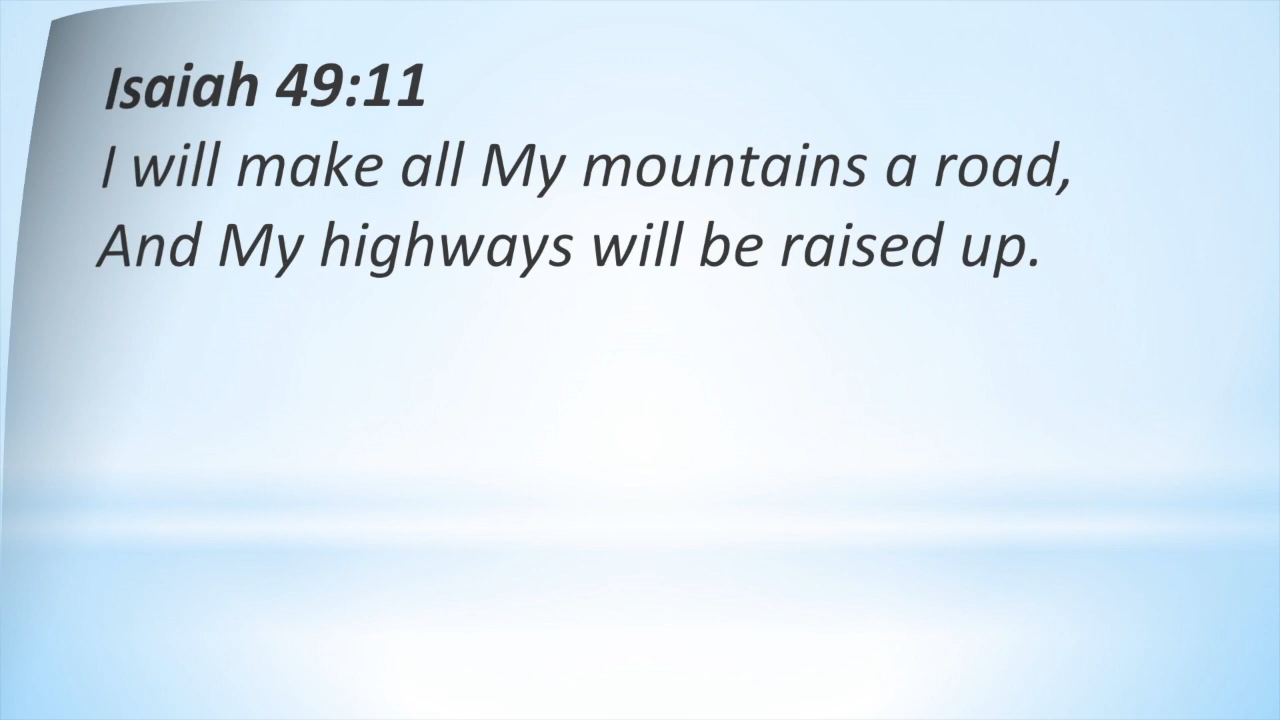 Isaiah 49:11
I will make all My mountains a road,
And My highways will be raised up.